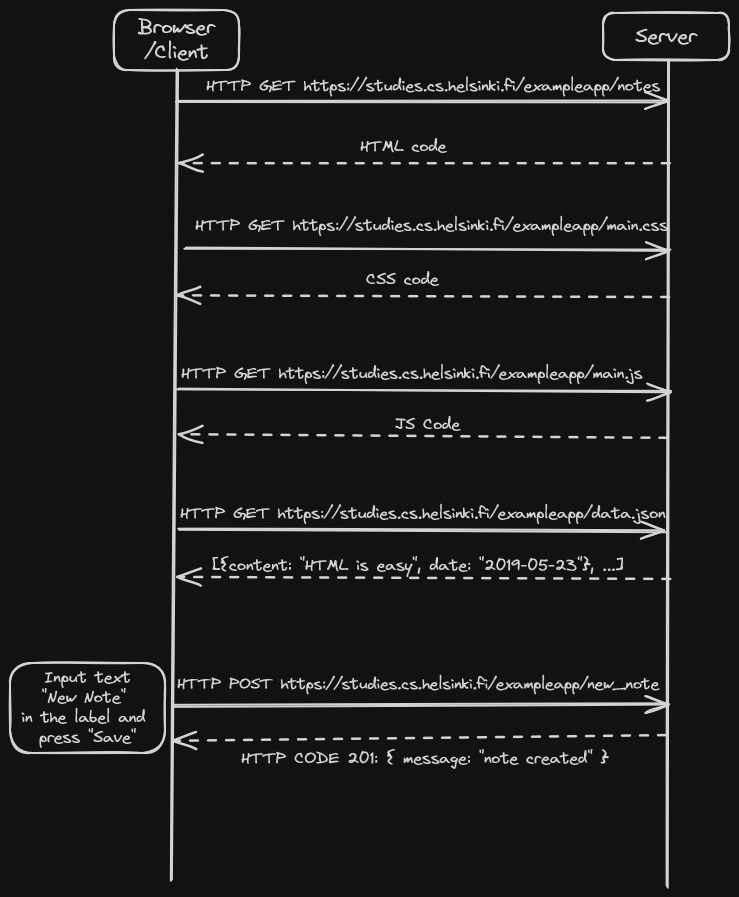 Browser
/Client
Server
HTTP GET https://studies.cs.helsinki.fi/exampleapp/notes
HTML code
HTTP GET https://studies.cs.helsinki.fi/exampleapp/main.css
CSS code
HTTP GET https://studies.cs.helsinki.fi/exampleapp/main.js
JS Code
HTTP GET https://studies.cs.helsinki.fi/exampleapp/data.json
[{content: "HTML is easy", date: "2019-05-23"}, ...]
Input text
"New Note"
in the label and
press "Save"
HTTP POST https://studies.cs.helsinki.fi/exampleapp/new_note
HTTP CODE 201: { message: "note created" }